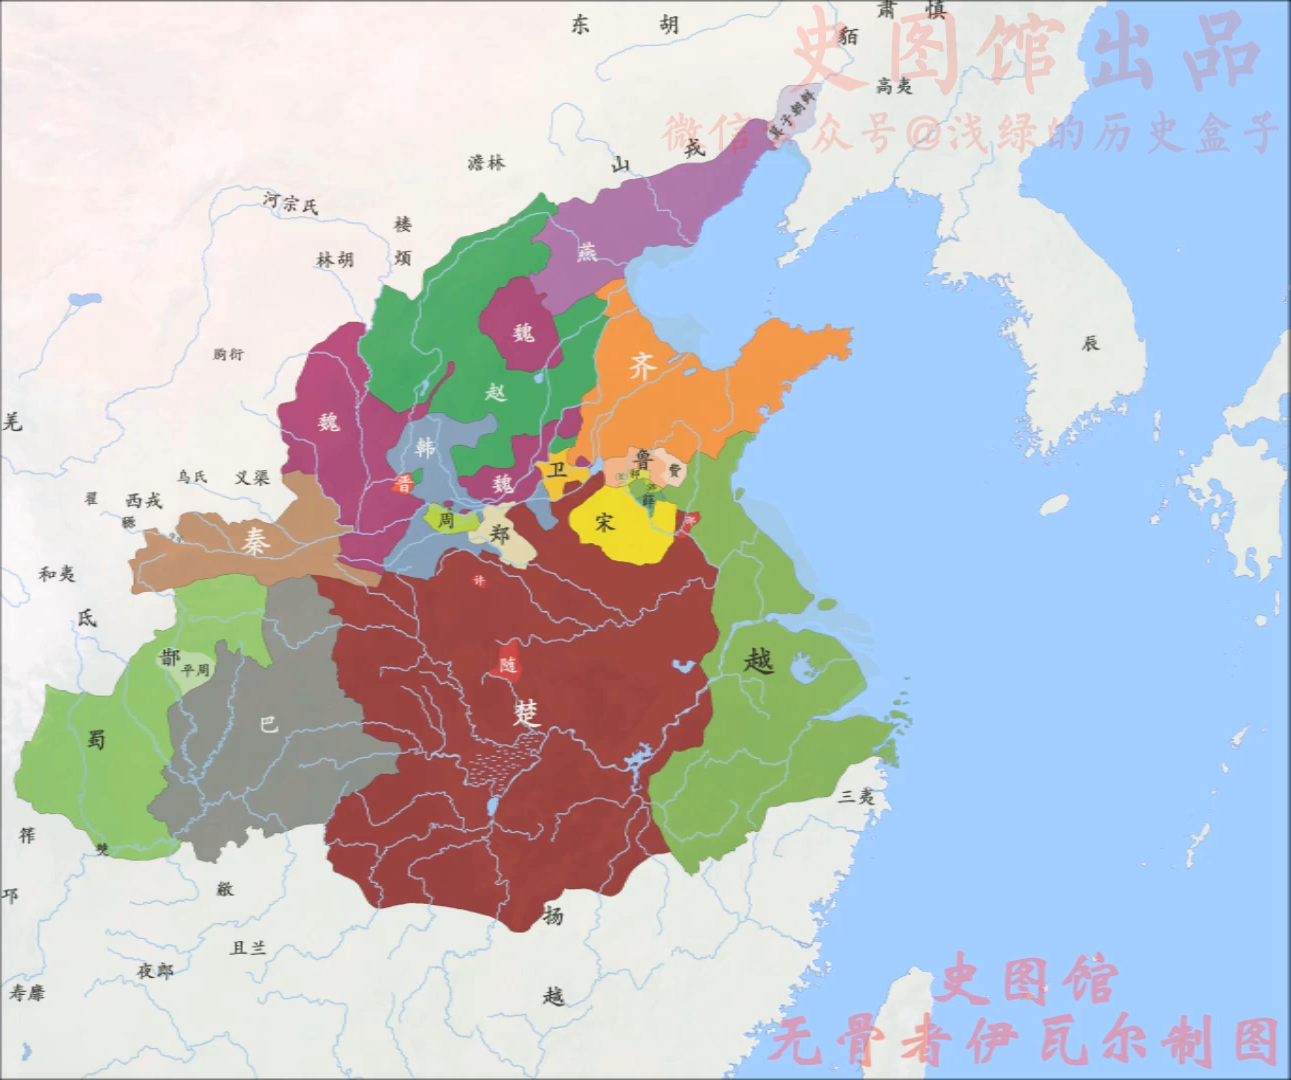 肃 慎
东 胡
貊
史图馆出品
高夷
箕子朝鲜
微信公众号@浅绿的历史盒子
山 戎
澹林
河宗氏
楼
烦
林胡
燕
魏
辰
朐衍
齐
赵
羌
魏
韩
鲁
费
卫
邾
义渠
乌氏
晋
魏
薛
翟
西戎
周
宋
郑
秦
和夷
许
氐
鄀
平周
随
越
楚
巴
蜀
三夷
筰
僰
邛
扬
且兰
夜郎
寿靡
越
史图馆
无骨者伊瓦尔制图